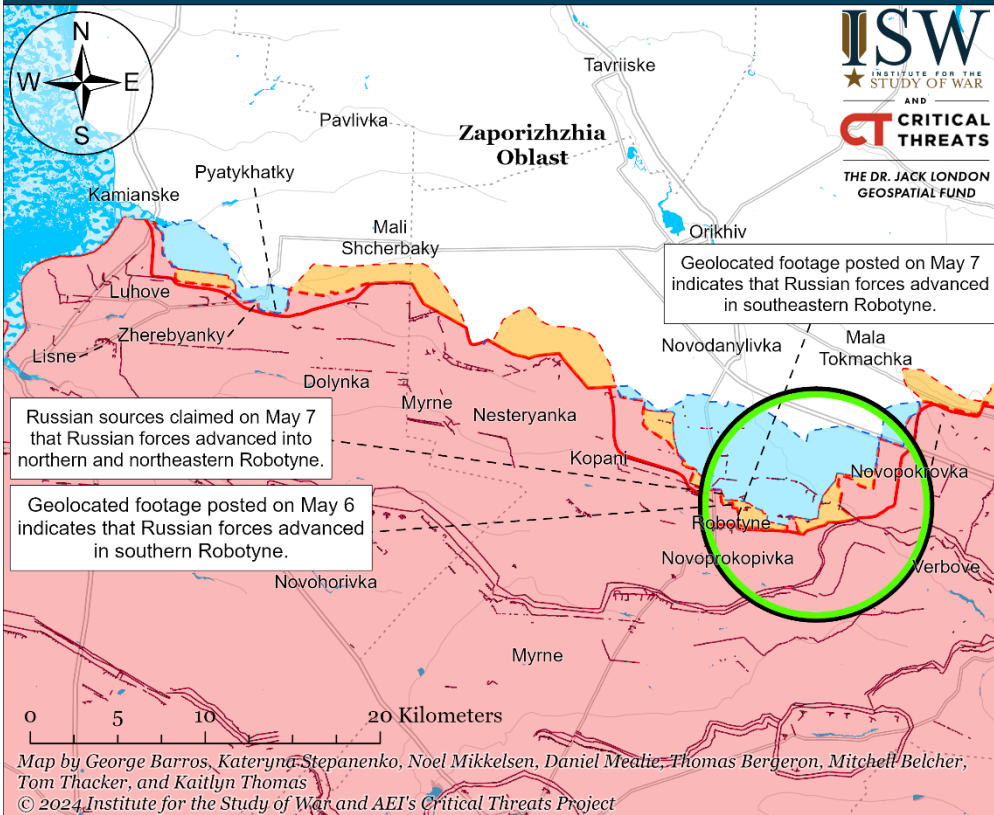 N
W
E
S
ISW
INSTITUTE FOR THE
STUDY OF WAR
AND
CT CRITICAL
THREATS
THE DR. JACK LONDON
GEOSPATIAL FUND
Tavriiske
Pavlivka
Zaporizhzhia
Oblast
Pyatykhatky
Kamianske
Mali
Shcherbaky
Orikhiv
Geolocated footage posted on May 7
indicates that Russian forces advanced
in southeastern Robotyne.
Luhove
Zherebyanky
Lisne
Novodanylivka
Mala
Tokmachka
Dolynka
Myrne
Nesteryanka
Russian sources claimed on May 7
that Russian forces advanced into
northern and northeastern Robotyne.
Kopani
Novopokrovka
Geolocated footage posted on May 6
indicates that Russian forces advanced
in southern Robotyne.
Robotyne
Novoprokopivka
Verbove
Novohorivka
Myrne
0 5 10 20 Kilometers
Map by George Barros, Kateryna Stepanenko, Noel Mikkelsen, Daniel Mealie, Thomas Bergeron, Mitchell Belcher,
Tom Thacker, and Kaitlyn Thomas
© 2024 Institute for the Study of War and AEI's Critical Threats Project